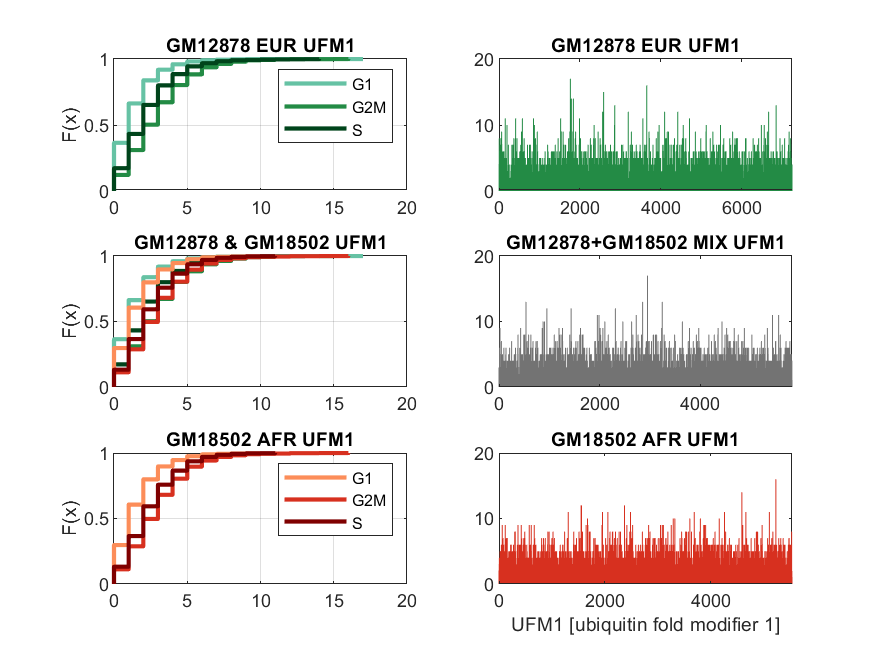 GM12878 EUR UFM1
1
0.5
0
F(x)
0 5 10 15 20
G1
G2M
S
GM12878 EUR UFM1
20
10
0
0 2000 4000 6000
GM12878 & GM18502 UFM1
1
0.5
0
F(x)
0 5 10 15 20
GM12878+GM18502 MIX UFM1
20
10
0
0 2000 4000
GM18502 AFR UFM1
1
0.5
0
F(x)
0 5 10 15 20
G1
G2M
S
GM18502 AFR UFM1
20
10
0
0 2000 4000
UFM1 [ubiquitin fold modifier 1]